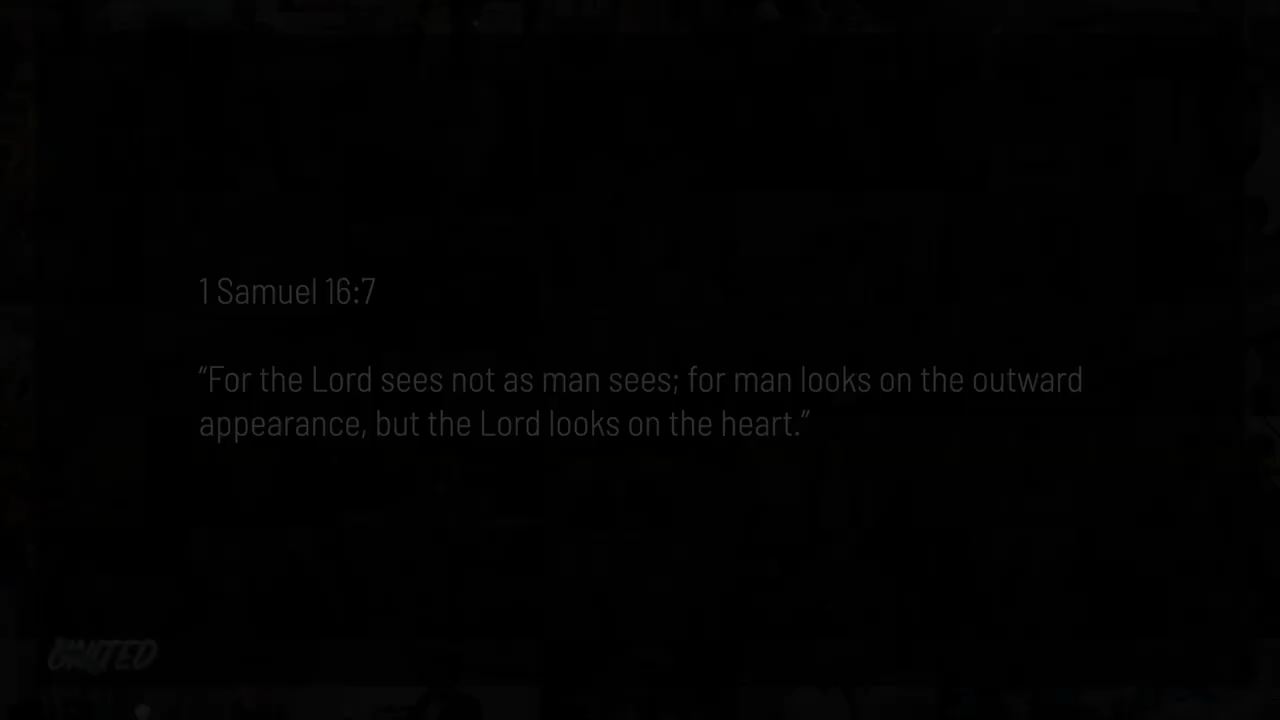 1 Samuel 16:7
“For the Lord sees not as man sees; for man looks on the outward
appearance, but the Lord looks on the heart.”
UNITED